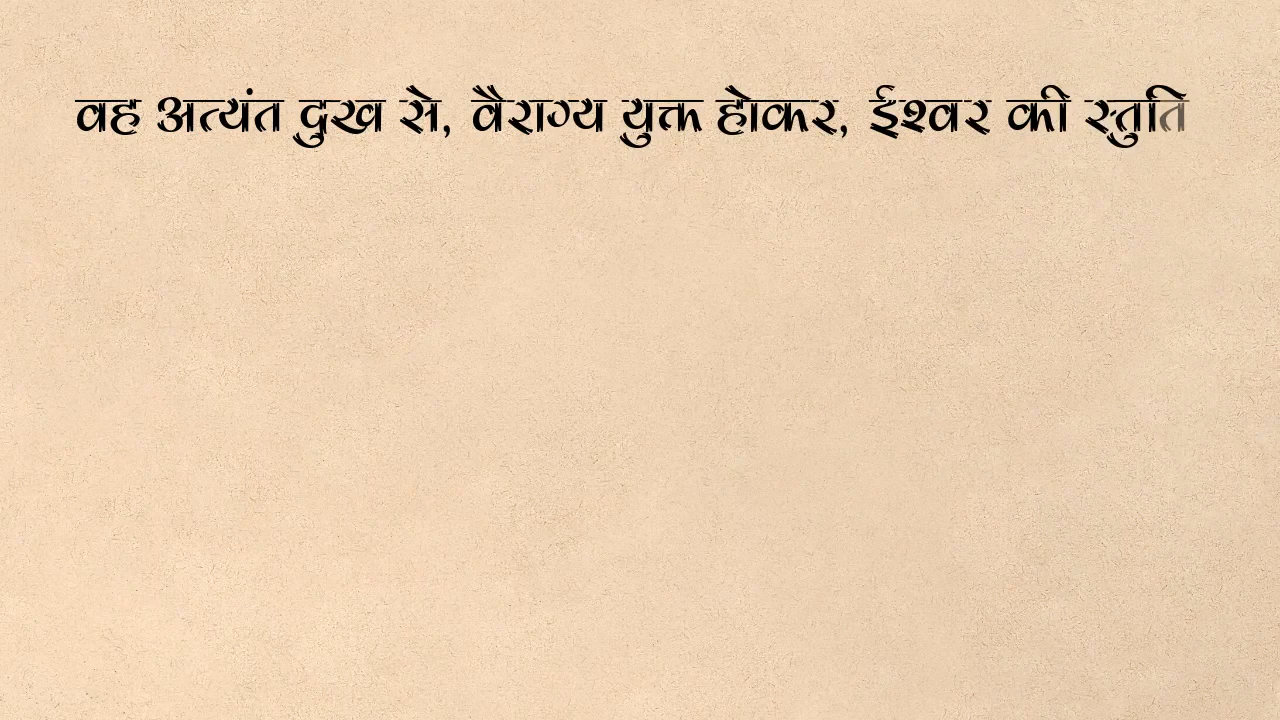 वह अत्यंत दुख से, वैराग्य युक्त होकर, ईश्वर की स्तुति